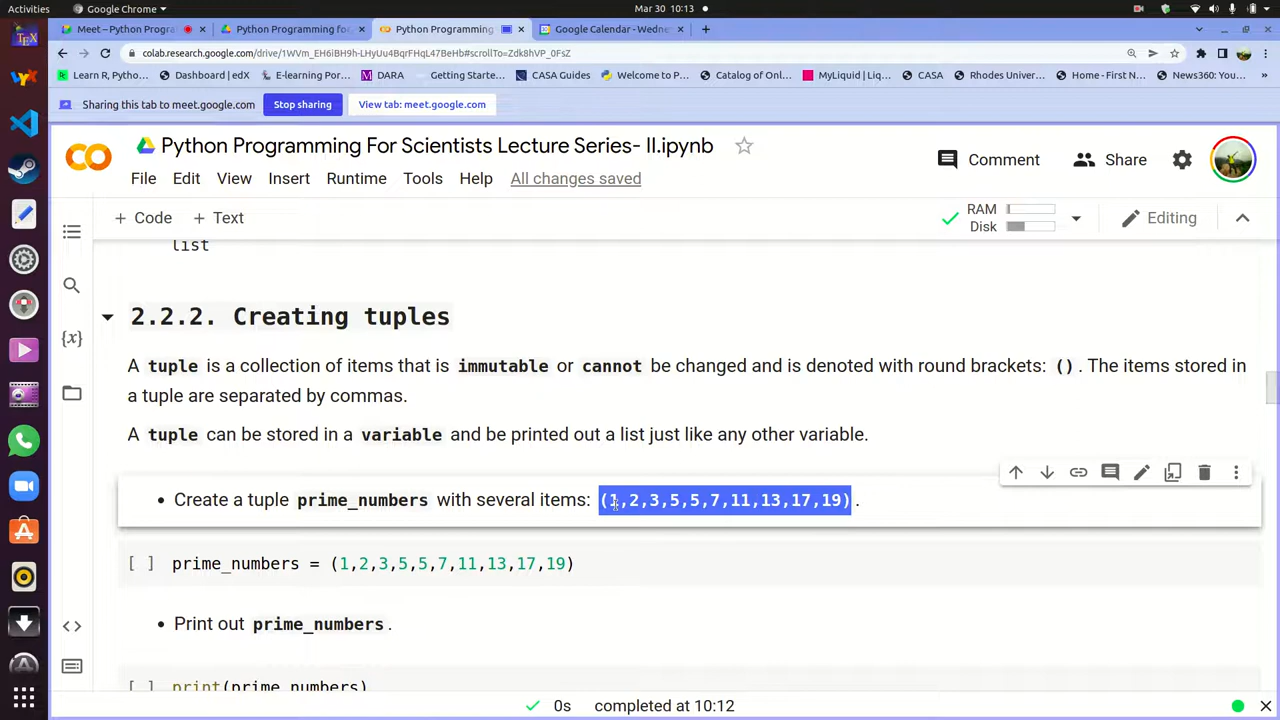 Activities Google Chrome Mar 30 10:13
Meet – Python Prog Python Programming fo Python Programming Google Calendar - Wedne
colab.research.google.com/drive/1WVm_EH6iBH9h-LHyUu4BqrFHqL47BeHb#scrollTo=Zdk8hVP_0FsZ
Learn R, Pytho... Dashboard | edX E-learning Por... DARA Getting Starte... CASA Guides Welcome to P... Catalog of Onl... MyLiquid | Liq... CASA Rhodes Univer... Home - First N... News360: You...
Sharing this tab to meet.google.com Stop sharing View tab: meet.google.com
Python Programming For Scientists Lecture Series- II.ipynb
Comment Share
File Edit View Insert Runtime Tools Help All changes saved
+ Code + Text RAM Disk Editing
list
2.2.2. Creating tuples
A tuple is a collection of items that is immutable or cannot be changed and is denoted with round brackets: (). The items stored in
a tuple are separated by commas.
A tuple can be stored in a variable and be printed out a list just like any other variable.
• Create a tuple prime_numbers with several items: (1,2,3,5,5,7,11,13,17,19).
[ ] prime_numbers = (1,2,3,5,5,7,11,13,17,19)
• Print out prime_numbers.
[ ] print(prime_numbers)
0s completed at 10:12